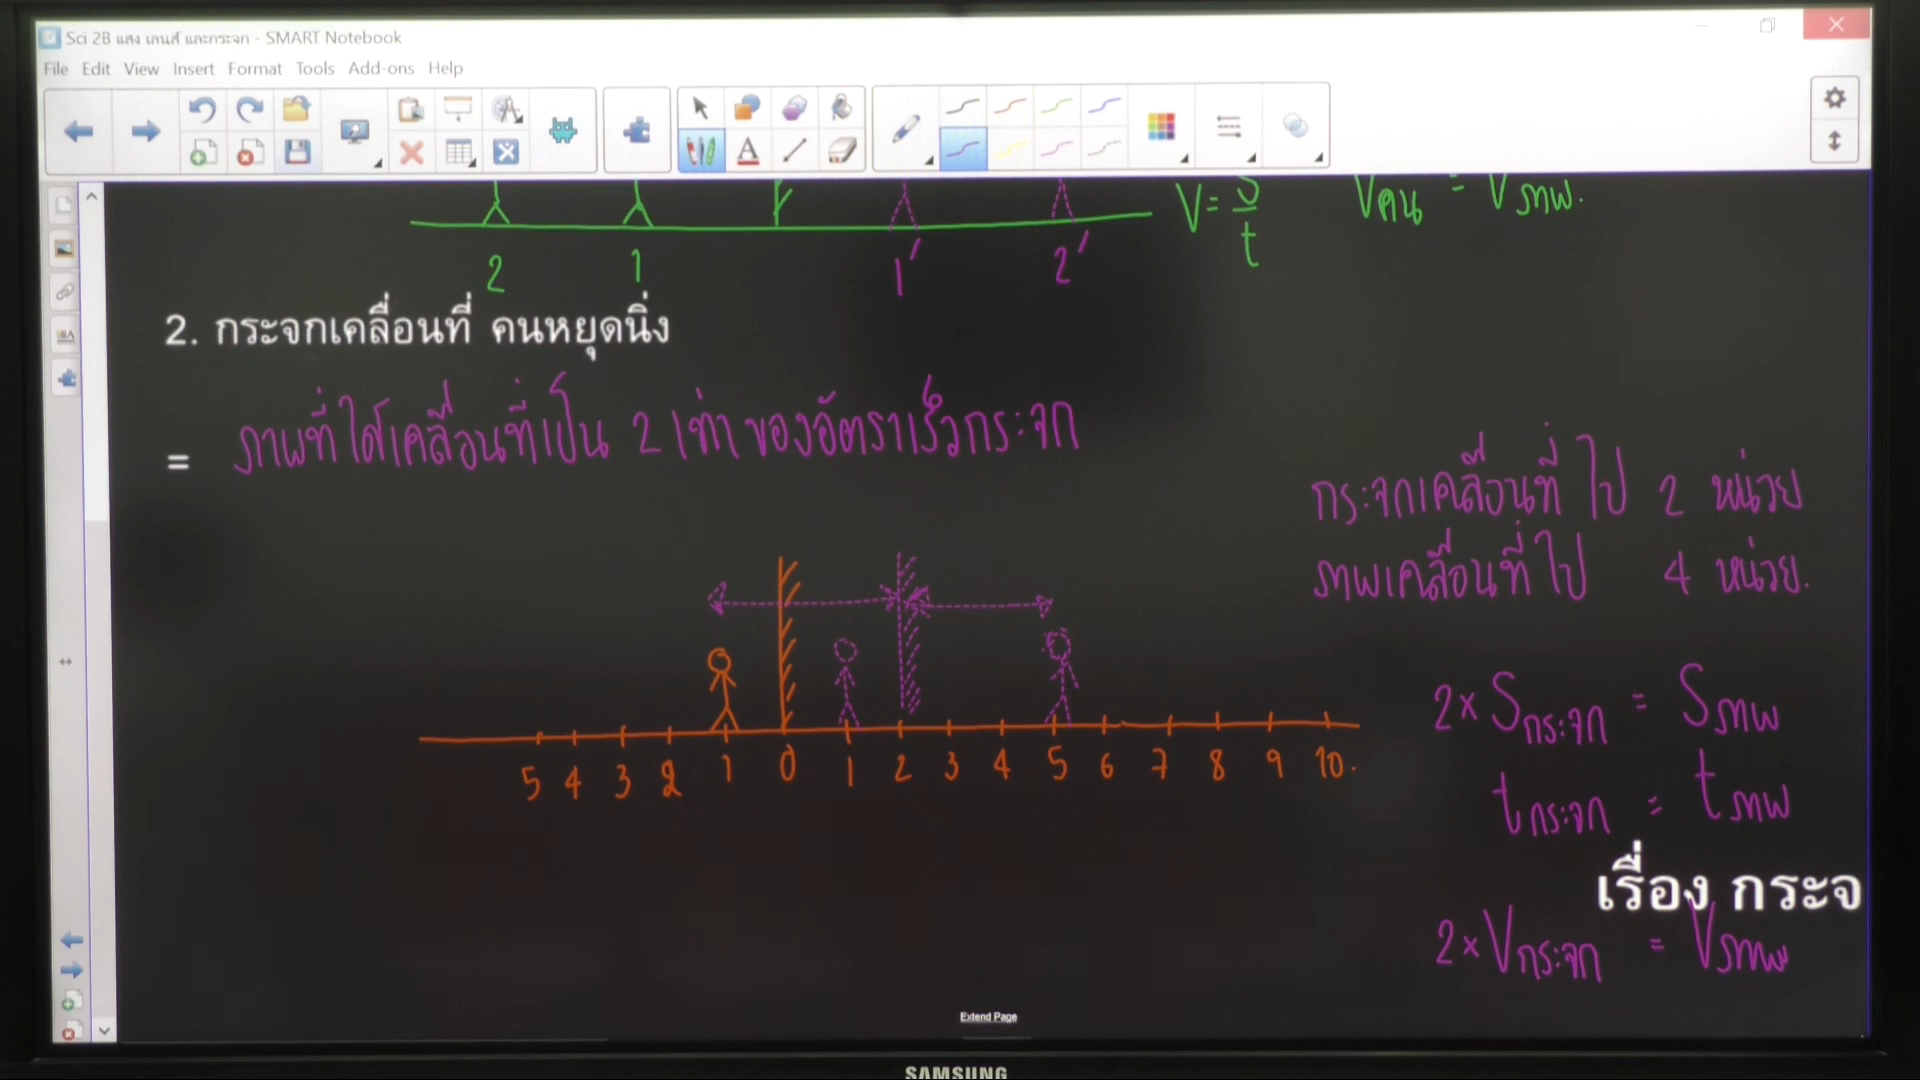 Sci 2B แสง เลนส์ และกระจก - SMART Notebook
File Edit View Insert Format Tools Add-ons Help
V = S/t
Vคน = Vภาพ.
2 1 1′ 2′
2. กระจกเคลื่อนที่ คนหยุดนิ่ง
= ภาพที่ได้เคลื่อนที่เป็น 2 เท่าของอัตราเร็วกระจก
กระจกเคลื่อนที่ ไป 2 หน่วย
ภาพเคลื่อนที่ไป 4 หน่วย.
2 × Sกระจก = Sภาพ
5 4 3 2 1 0 1 2 3 4 5 6 7 8 9 10.
tกระจก = tภาพ
เรื่อง กระจ
2 × Vกระจก = Vภาพ
Extend Page
SAMSUNG